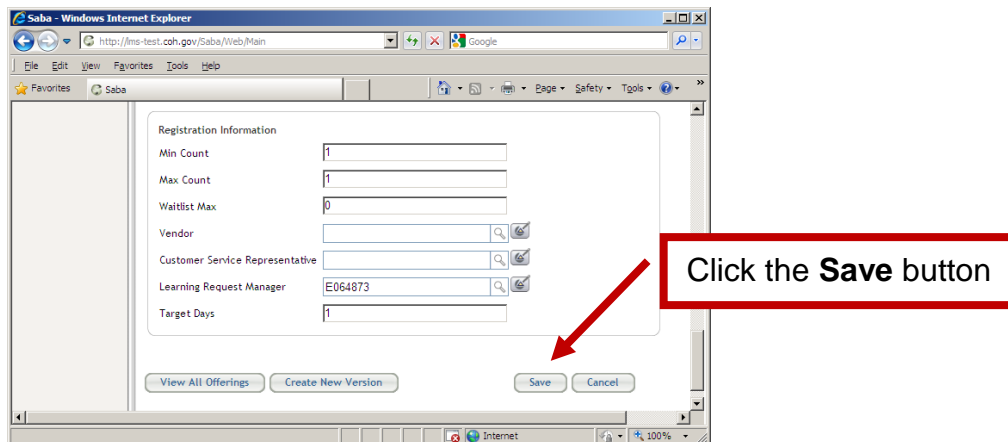 Saba - Windows Internet Explorer
http://lms-test.coh.gov/Saba/Web/Main
Google
File Edit View Favorites Tools Help
Favorites Saba Page Safety Tools »
Registration Information
Min Count 1
Max Count 1
Waitlist Max 0
Vendor
Customer Service Representative
Learning Request Manager E064873
Target Days 1
Click the Save button
View All Offerings Create New Version Save Cancel
Internet 100%